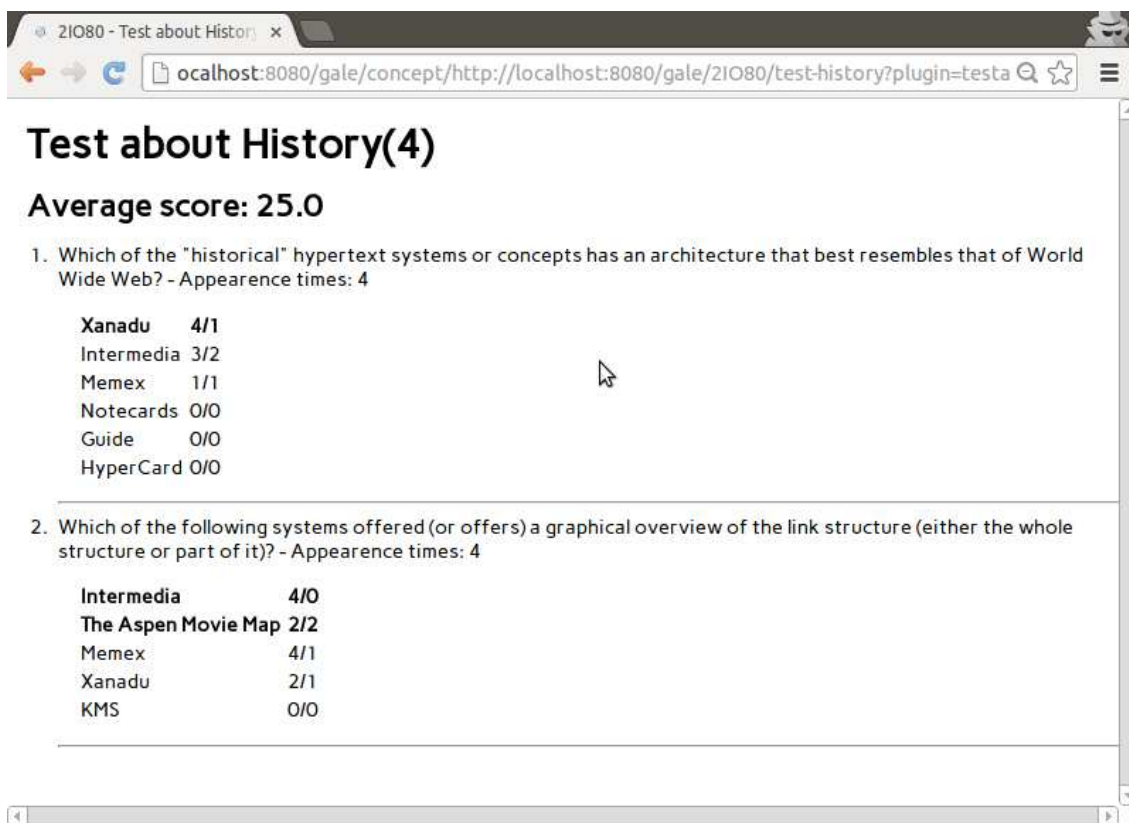 2IO80 - Test about Histor
ocalhost:8080/gale/concept/http://localhost:8080/gale/2IO80/test-history?plugin=testa
Test about History(4)
Average score: 25.0
1. Which of the "historical" hypertext systems or concepts has an architecture that best resembles that of World
Wide Web? - Appearence times: 4
Xanadu 4/1
Intermedia 3/2
Memex 1/1
Notecards 0/0
Guide 0/0
HyperCard 0/0
2. Which of the following systems offered (or offers) a graphical overview of the link structure (either the whole
structure or part of it)? - Appearence times: 4
Intermedia 4/0
The Aspen Movie Map 2/2
Memex 4/1
Xanadu 2/1
KMS 0/0